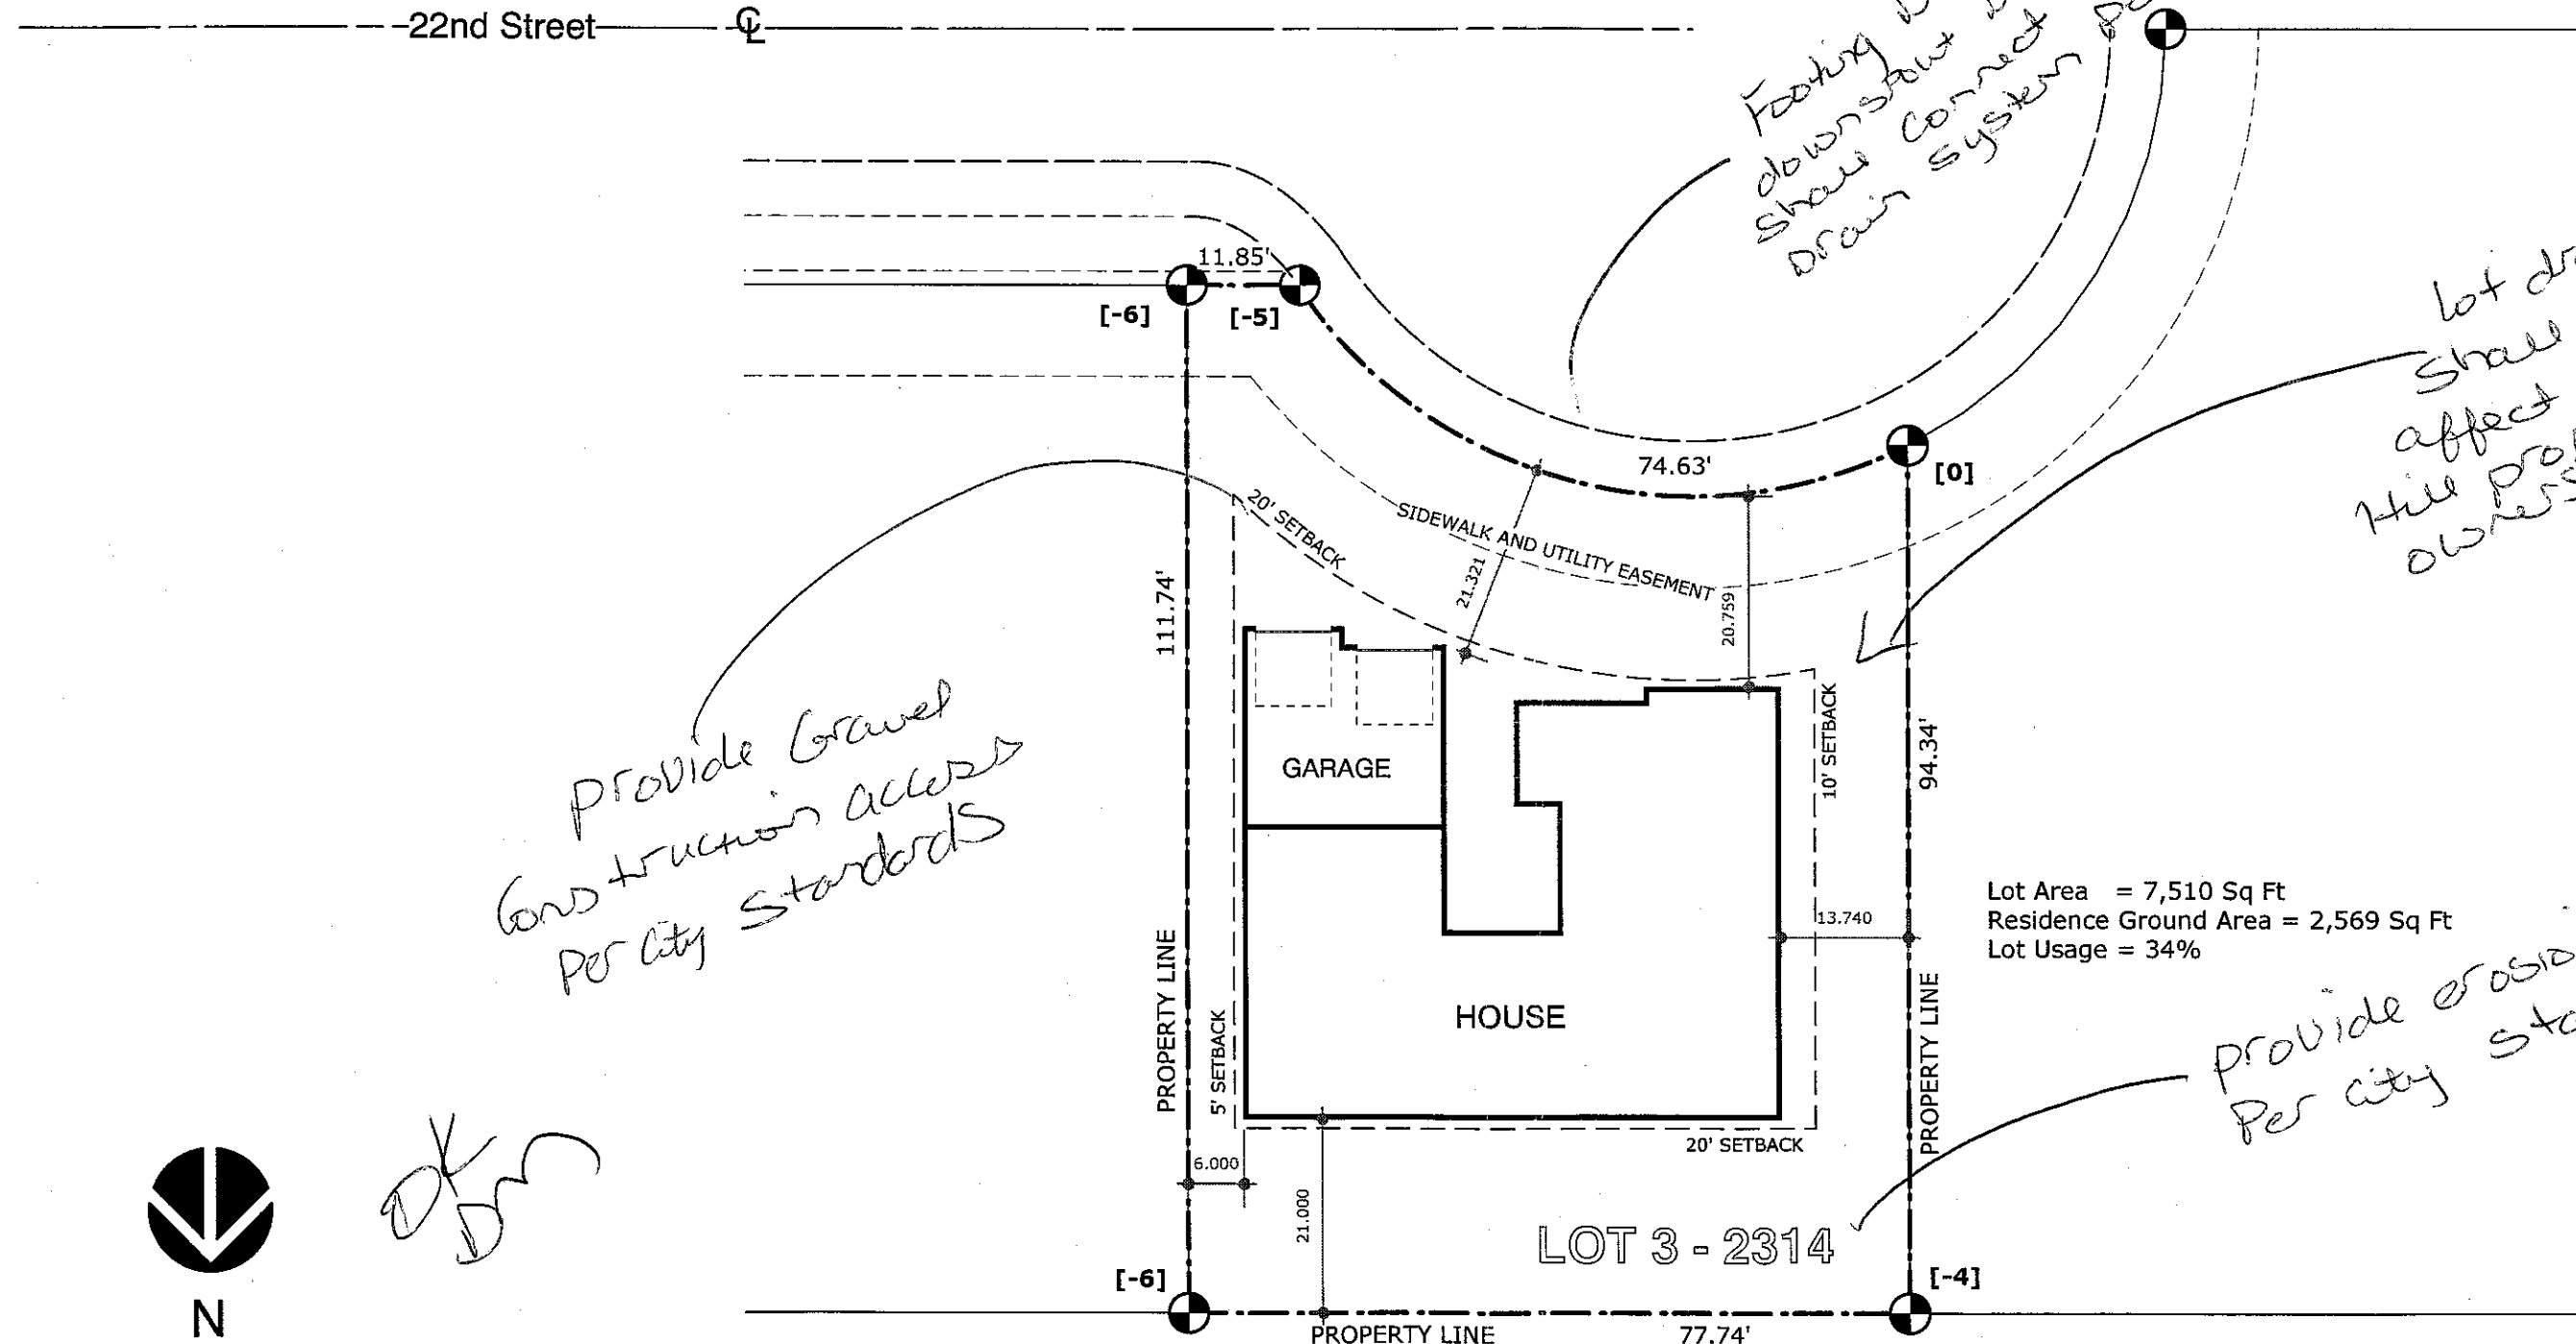 22nd Street
℄
Footing
downspout
shall connect
Drain system
lot
shall
affect
Hill
owners
11.85'
[-6]
[-5]
74.63'
[0]
20' SETBACK
SIDEWALK AND UTILITY EASEMENT
21.321
20.759
111.74'
provide Gravel
Construction access
Per City Standards
GARAGE
10' SETBACK
94.34'
Lot Area = 7,510 Sq Ft
Residence Ground Area = 2,569 Sq Ft
Lot Usage = 34%
13.740
PROPERTY LINE
5' SETBACK
HOUSE
PROPERTY LINE
provide
Per city
20' SETBACK
6.000
21.000
OK
LOT 3 - 2314
[-6]
[-4]
N
PROPERTY LINE
77.74'